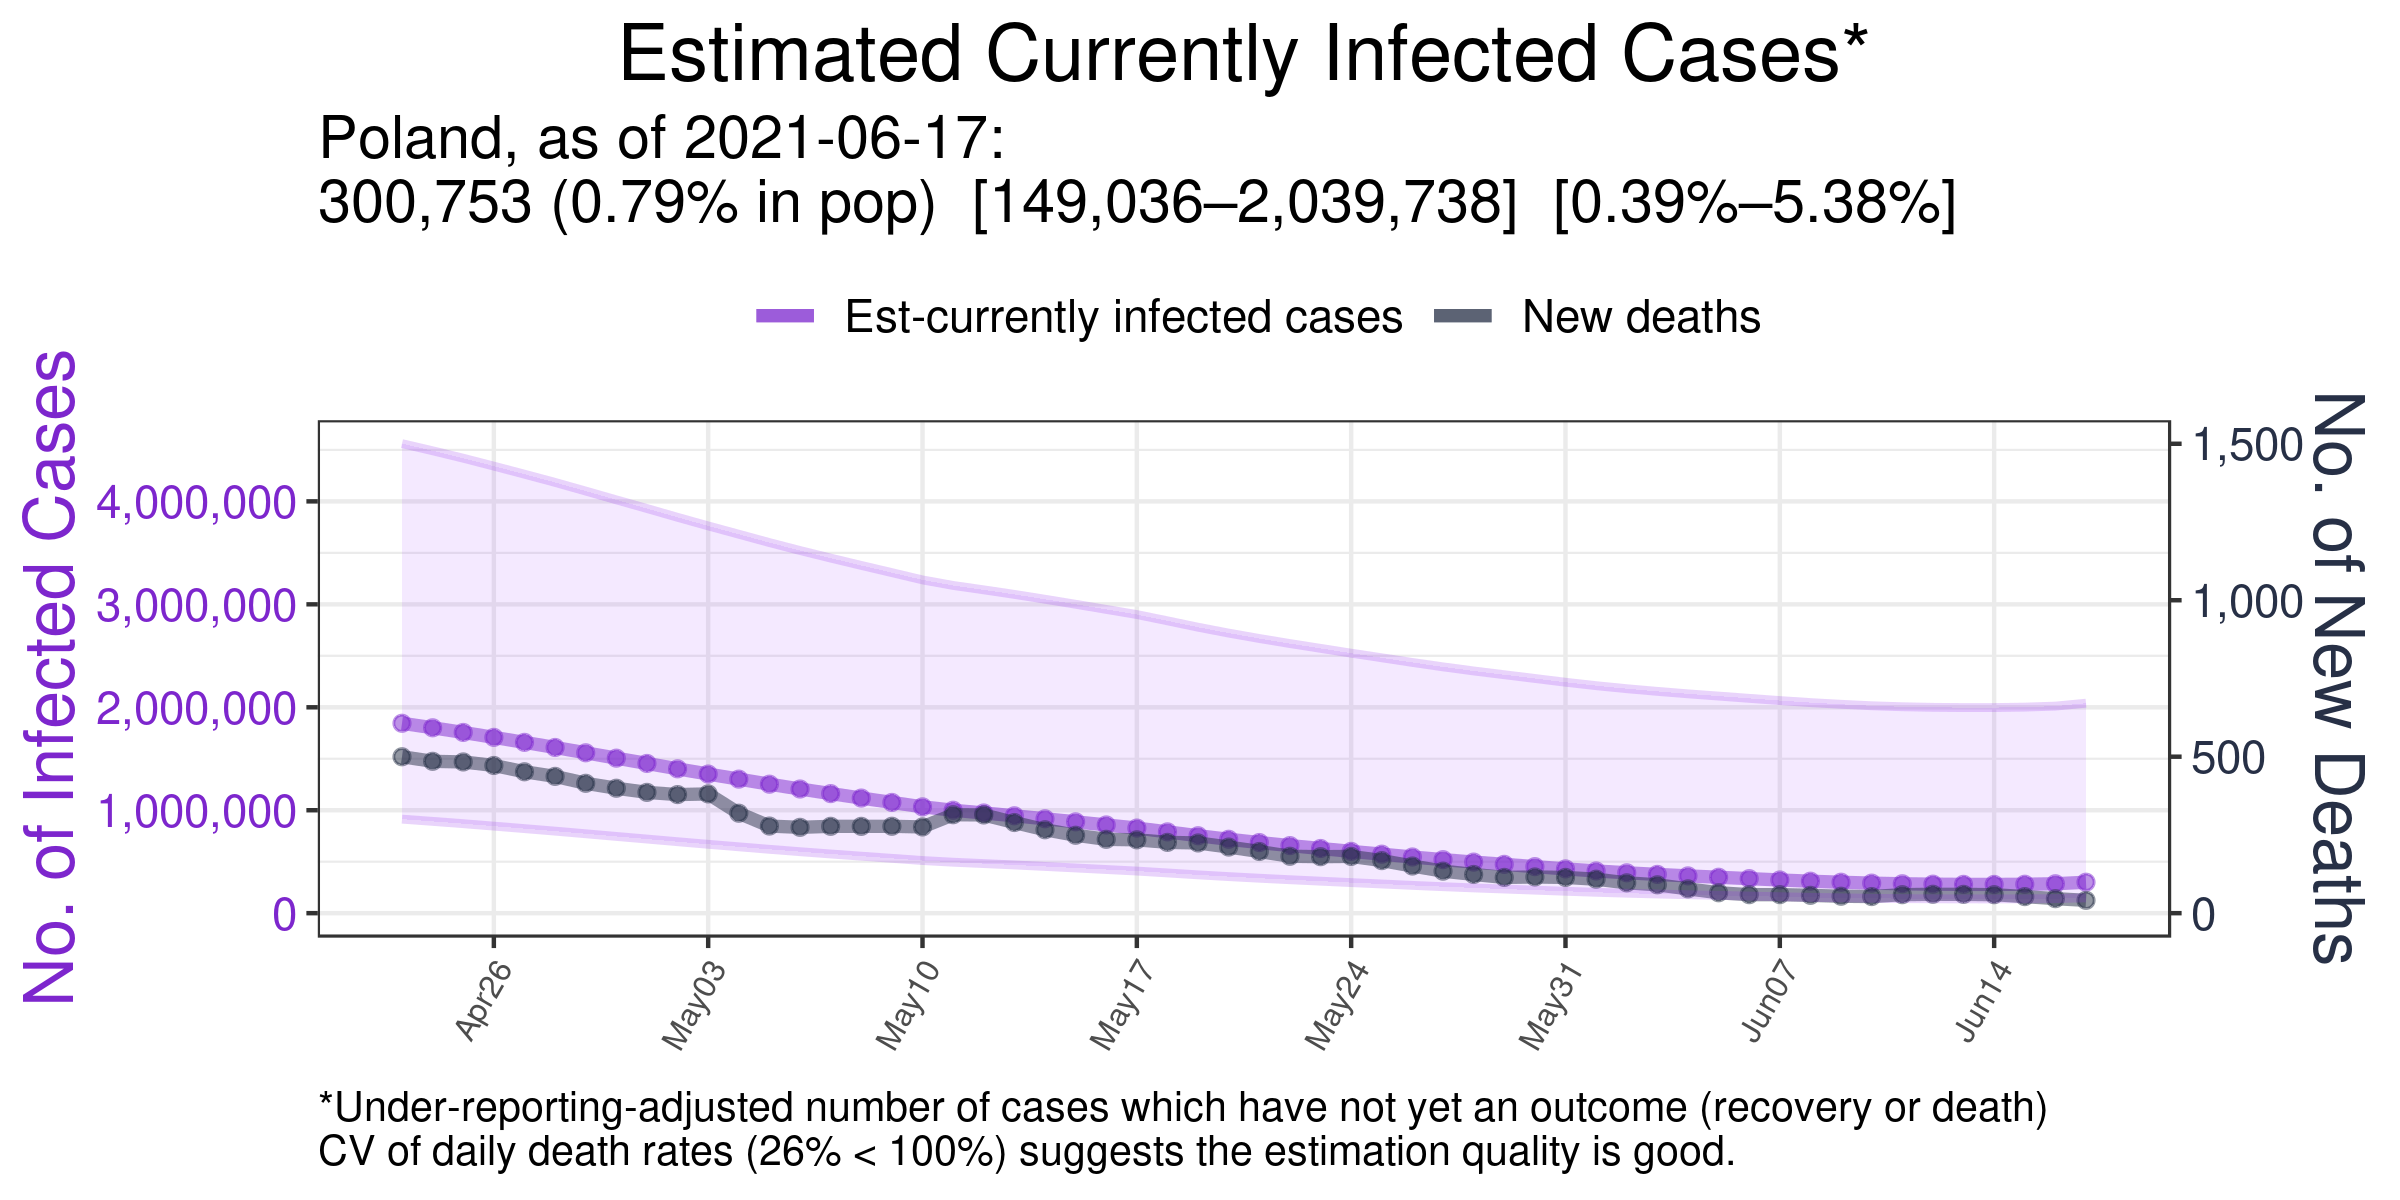 Estimated Currently Infected Cases*
Poland, as of 2021-06-17:
300,753 (0.79% in pop) [149,036–2,039,738] [0.39%–5.38%]
Est-currently infected cases
New deaths
No. of Infected Cases
4,000,000
3,000,000
2,000,000
1,000,000
0
1,500
1,000
500
0
No. of New Deaths
Apr26
May03
May10
May17
May24
May31
Jun07
Jun14
*Under-reporting-adjusted number of cases which have not yet an outcome (recovery or death)
CV of daily death rates (26% < 100%) suggests the estimation quality is good.